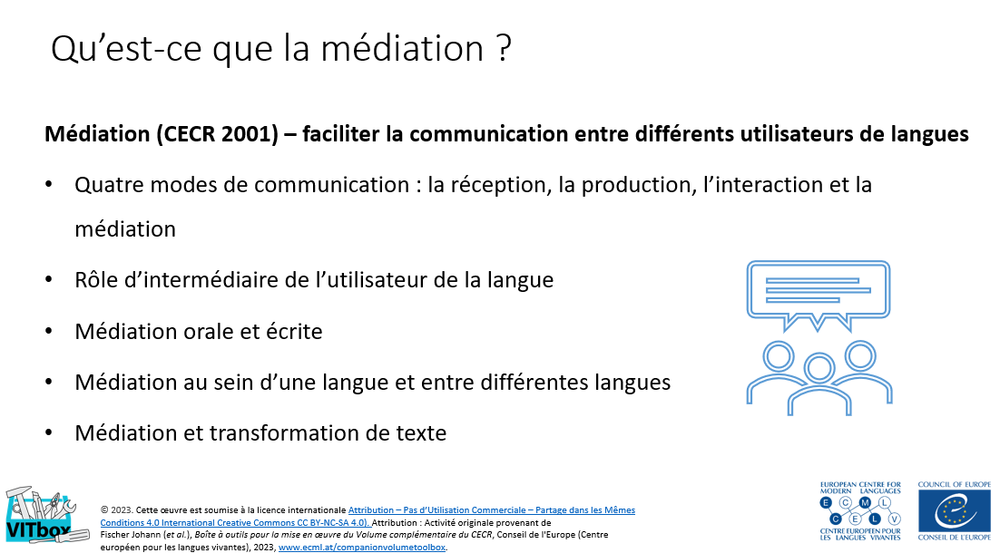 Qu’est-ce que la médiation ?
Médiation (CECR 2001) – faciliter la communication entre différents utilisateurs de langues
• Quatre modes de communication : la réception, la production, l’interaction et la
médiation
• Rôle d’intermédiaire de l’utilisateur de la langue
• Médiation orale et écrite
• Médiation au sein d’une langue et entre différentes langues
• Médiation et transformation de texte
VITbox
© 2023. Cette œuvre est soumise à la licence internationale Attribution – Pas d’Utilisation Commerciale – Partage dans les Mêmes
Conditions 4.0 International Creative Commons CC BY-NC-SA 4.0). Attribution : Activité originale provenant de
Fischer Johann (et al.), Boîte à outils pour la mise en œuvre du Volume complémentaire du CECR, Conseil de l'Europe (Centre
européen pour les langues vivantes), 2023, www.ecml.at/companionvolumetoolbox.
EUROPEAN CENTRE FOR
MODERN LANGUAGES
E C M L
C E L V
CENTRE EUROPEEN POUR
LES LANGUES VIVANTES
COUNCIL OF EUROPE
CONSEIL DE L'EUROPE